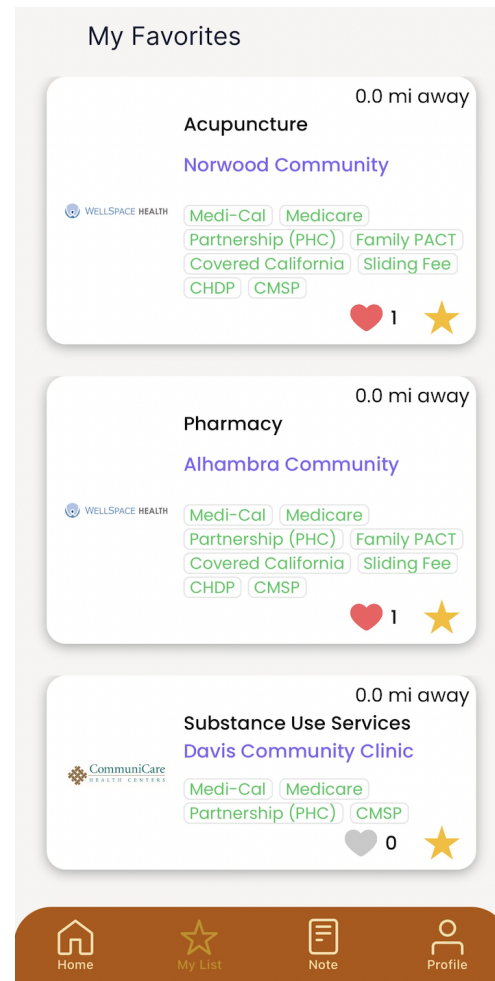 My Favorites
0.0 mi away
Acupuncture
Norwood Community
WELLSPACE HEALTH
Medi-Cal Medicare
Partnership (PHC) Family PACT
Covered California Sliding Fee
CHDP CMSP
1
0.0 mi away
Pharmacy
Alhambra Community
WELLSPACE HEALTH
Medi-Cal Medicare
Partnership (PHC) Family PACT
Covered California Sliding Fee
CHDP CMSP
1
0.0 mi away
Substance Use Services
Davis Community Clinic
CommuniCare
HEALTH CENTERS
Medi-Cal Medicare
Partnership (PHC) CMSP
0
Home My List Note Profile